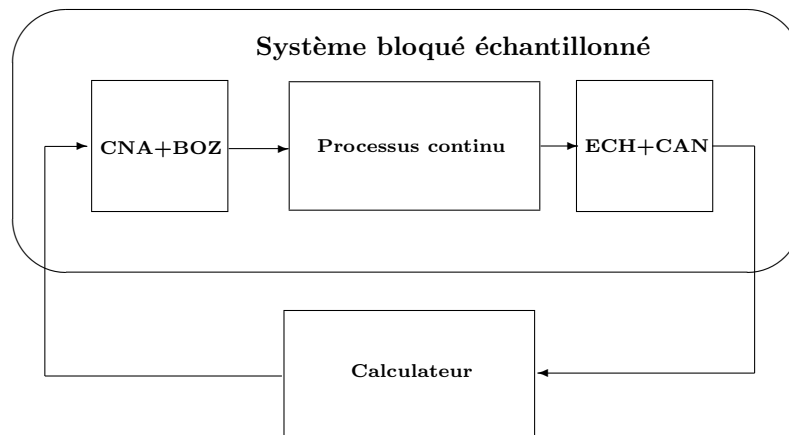 Système bloqué échantillonné
CNA+BOZ
Processus continu
ECH+CAN
Calculateur